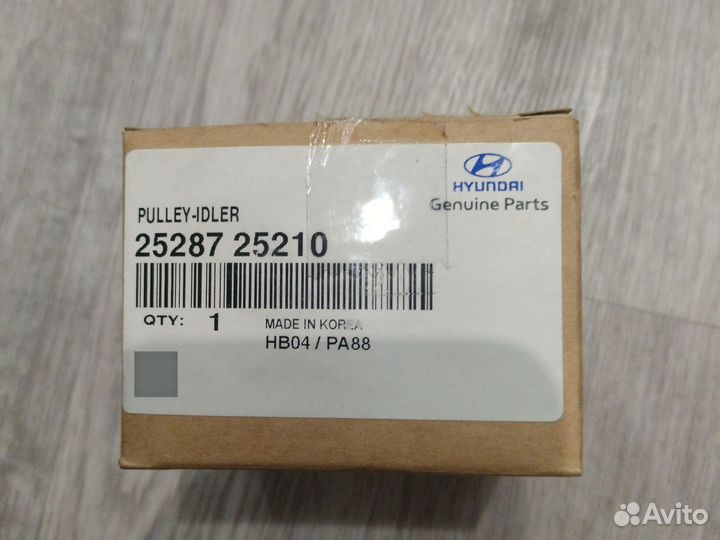 HYUNDAI
Genuine Parts
PULLEY-IDLER
25287 25210
QTY: 1
MADE IN KOREA
HB04 / PA88
Avito